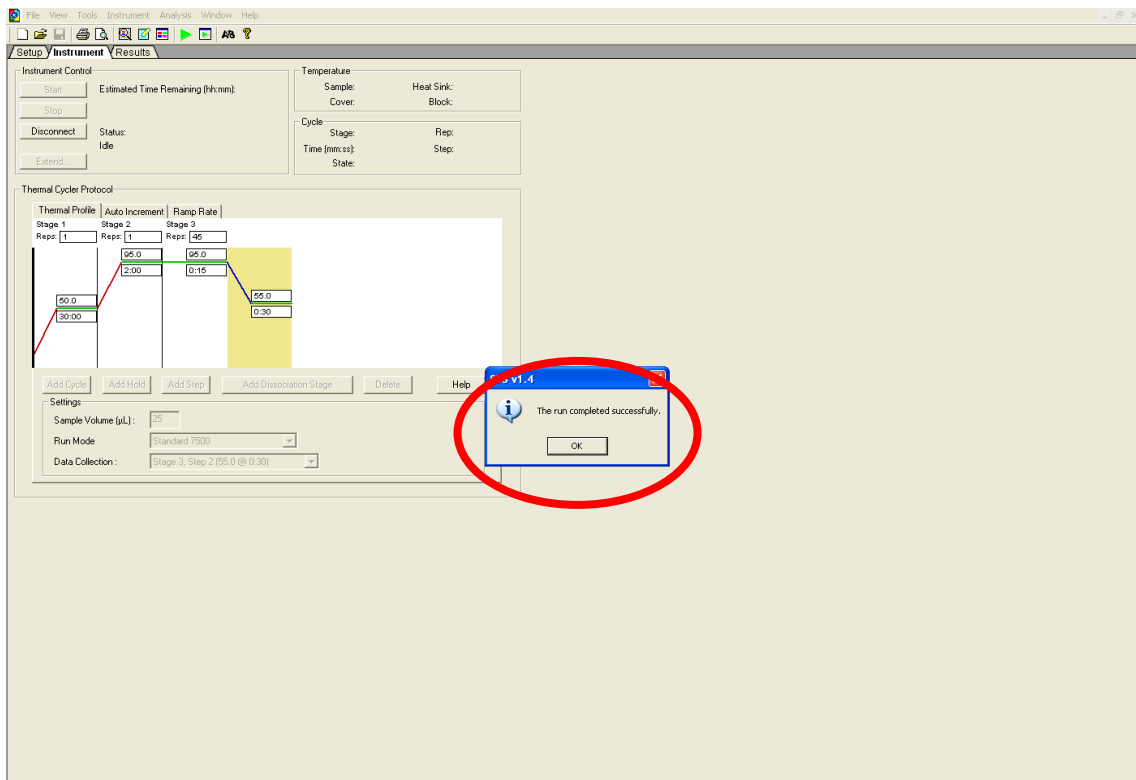 File View Tools Instrument Analysis Window Help
Setup Instrument Results
Instrument Control
Start
Estimated Time Remaining (hh:mm):
Stop
Disconnect
Status:
Idle
Extend...
Temperature
Sample: Heat Sink:
Cover: Block:
Cycle
Stage: Rep:
Time (mm:ss): Step:
State:
Thermal Cycler Protocol
Thermal Profile Auto Increment Ramp Rate
Stage 1 Stage 2 Stage 3
Reps: 1 Reps: 1 Reps: 45
95.0 95.0
2:00 0:15
50.0 55.0
30:00 0:30
Add Cycle Add Hold Add Step Add Dissociation Stage Delete Help
Settings
Sample Volume (µL) : 25
Run Mode Standard 7500
Data Collection : Stage 3, Step 2 (55.0 @ 0:30)
v1.4
The run completed successfully.
OK